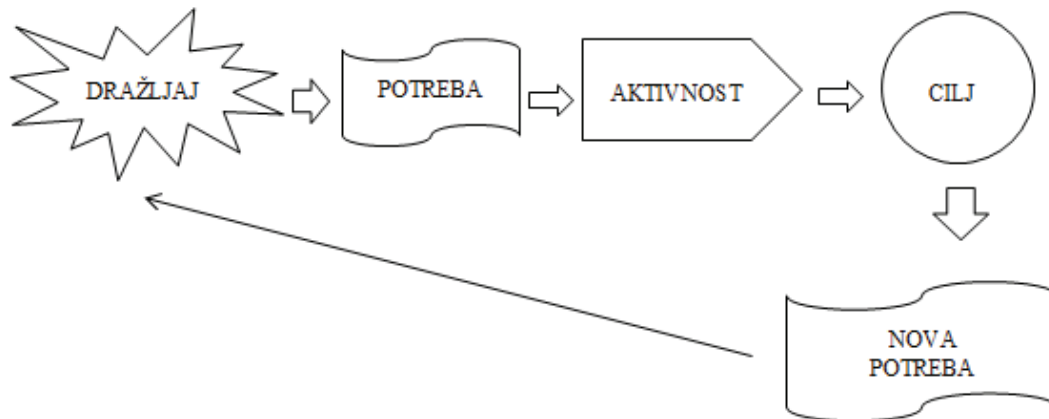 DRAŽLJAJ
POTREBA
AKTIVNOST
CILJ
NOVA
POTREBA